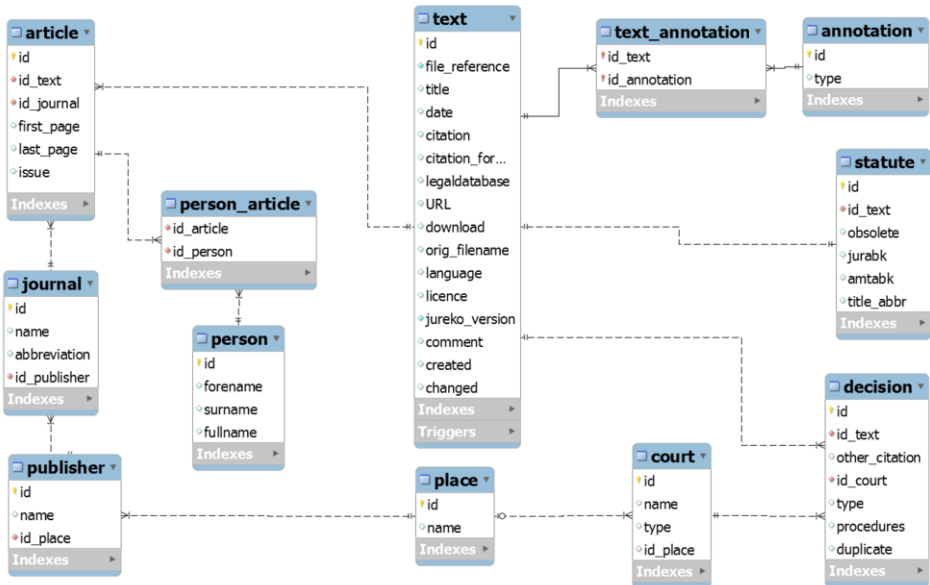 article
id
id_text
id_journal
first_page
last_page
issue
Indexes
person_article
id_article
id_person
Indexes
journal
id
name
abbreviation
id_publisher
Indexes
person
id
forename
surname
fullname
Indexes
publisher
id
name
id_place
Indexes
text
id
file_reference
title
date
citation
citation_for...
legaldatabase
URL
download
orig_filename
language
licence
jureko_version
comment
created
changed
Indexes
Triggers
place
id
name
Indexes
text_annotation
id_text
id_annotation
Indexes
annotation
id
type
Indexes
statute
id
id_text
obsolete
jurabk
amtabk
title_abbr
Indexes
court
id
name
type
id_place
Indexes
decision
id
id_text
other_citation
id_court
type
procedures
duplicate
Indexes